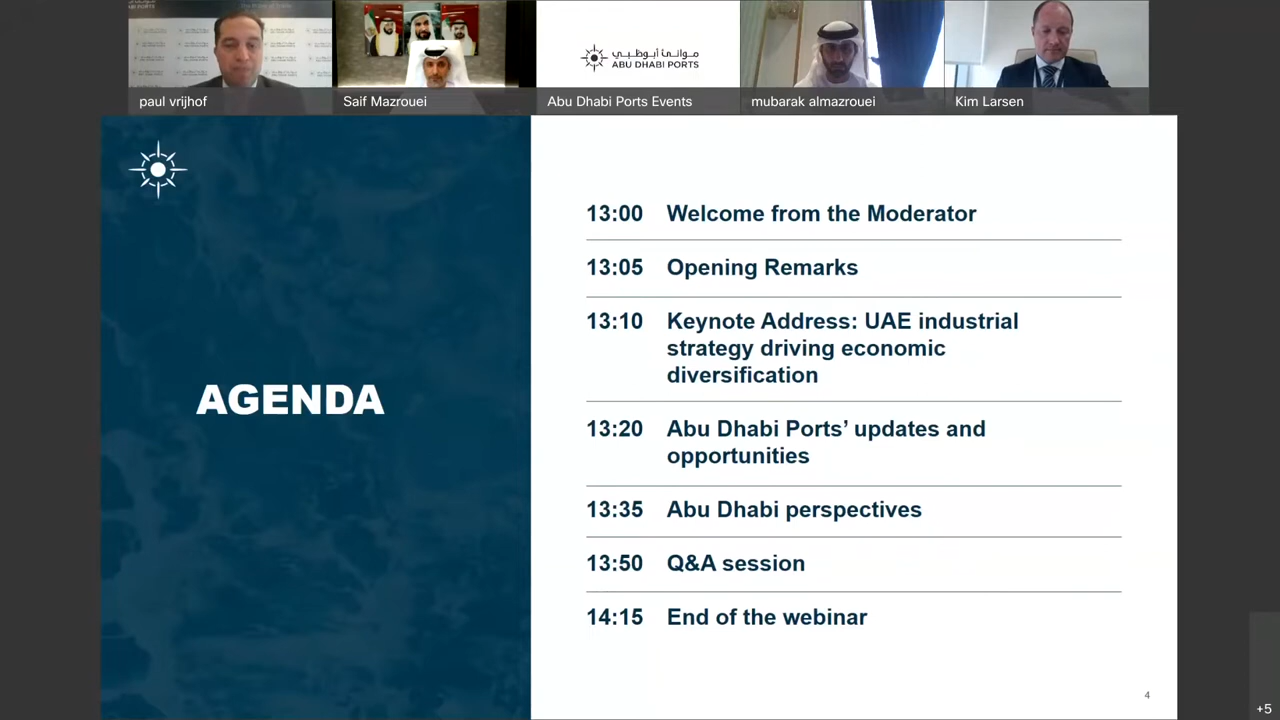 موانئ أبوظبي
ABU DHABI PORTS
paul vrijhof
Saif Mazrouei
Abu Dhabi Ports Events
mubarak almazrouei
Kim Larsen
AGENDA
13:00 Welcome from the Moderator
13:05 Opening Remarks
13:10 Keynote Address: UAE industrial
strategy driving economic
diversification
13:20 Abu Dhabi Ports’ updates and
opportunities
13:35 Abu Dhabi perspectives
13:50 Q&A session
14:15 End of the webinar
4
+5